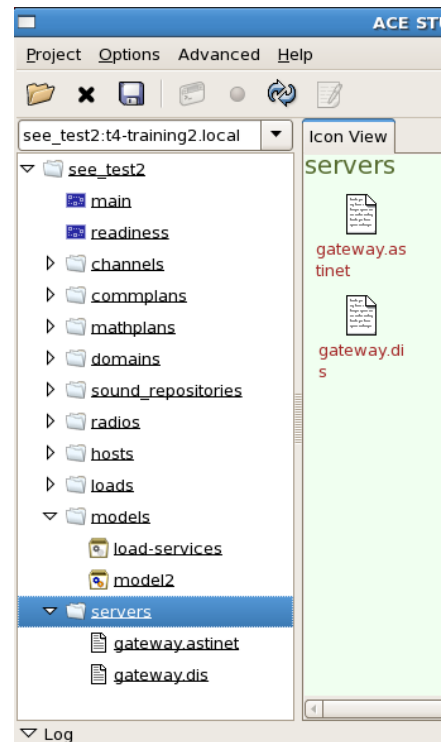 ACE ST
Project Options Advanced Help
see_test2:t4-training2.local
Icon View
see_test2
main
readiness
channels
commplans
mathplans
domains
sound_repositories
radios
hosts
loads
models
load-services
model2
servers
gateway.astinet
gateway.dis
servers
gateway.as
tinet
gateway.di
s
Log